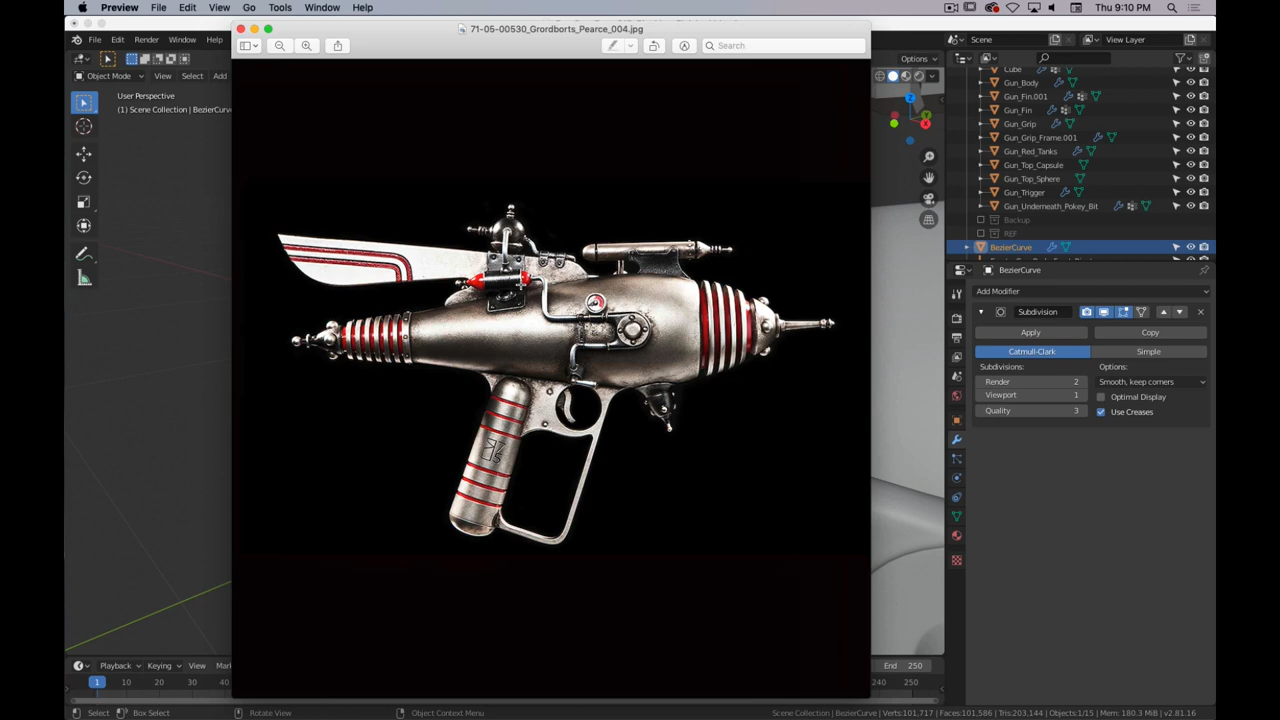 Preview File Edit View Go Tools Window Help Thu 9:10 PM
71-05-00530_Grordborts_Pearce_004.jpg
Search
File Edit Render Window
Scene View Layer
Object Mode View Select Add Options
User Perspective
(1) Scene Collection | BezierCurve
Z
Y
X
Cube
Gun_Body
Gun_Fin.001
Gun_Fin
Gun_Grip
Gun_Grip_Frame.001
Gun_Red_Tanks
Gun_Top_Capsule
Gun_Top_Sphere
Gun_Trigger
Gun_Underneath_Pokey_Bit
Backup
REF
BezierCurve
BezierCurve
Add Modifier
Subdivision
Apply Copy
Catmull-Clark Simple
Subdivisions: Options:
Render 2 Smooth, keep corners
Viewport 1 Optimal Display
Quality 3 Use Creases
Playback Keying View End 250
1 10 20 30 40 240 250
Select Box Select Rotate View Object Context Menu Scene Collection | BezierCurve | Verts:101,717 | Faces:101,586 | Tris:203,144 | Objects:1/15 | Mem: 180.3 MiB | v2.81.16